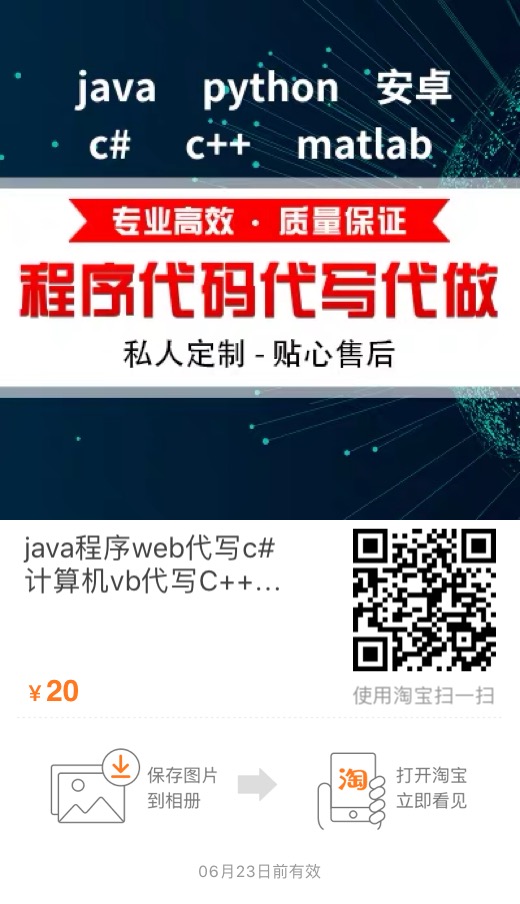 java python 安卓
c# c++ matlab
专业高效 · 质量保证
程序代码代写代做
私人定制 - 贴心售后
java程序web代写c#
计算机vb代写C++...
¥20
使用淘宝扫一扫
保存图片
到相册
淘
打开淘宝
立即看见
06月23日前有效